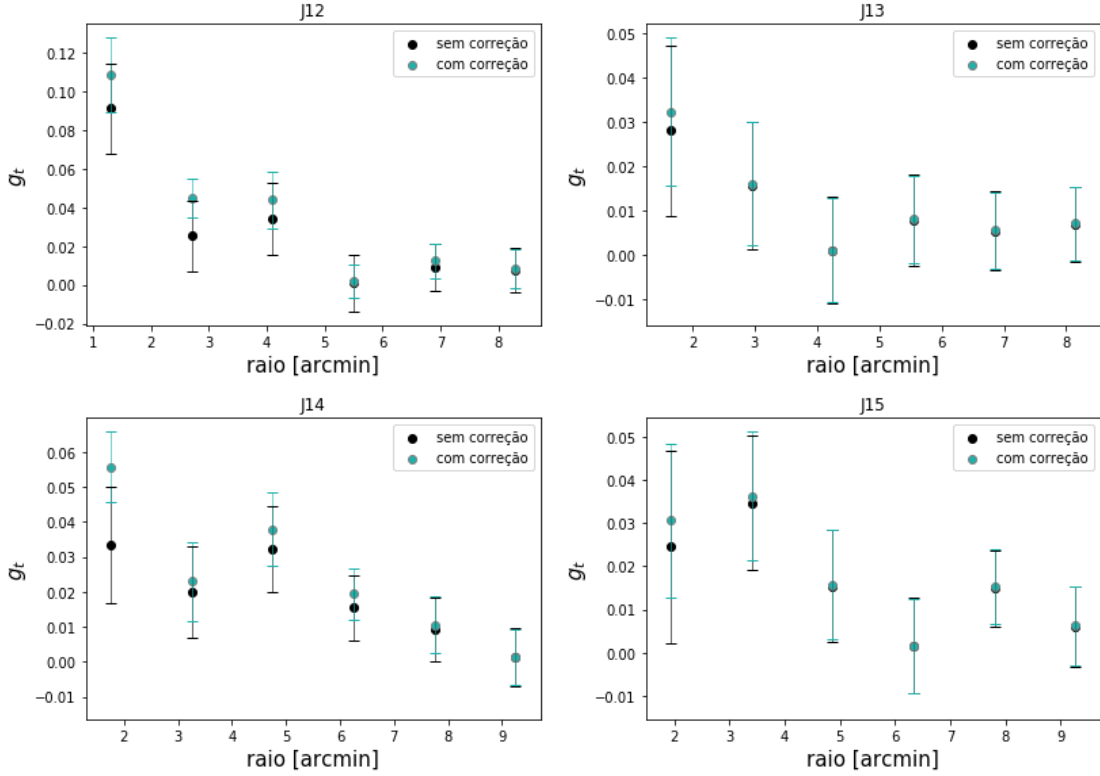 J12
0.12
0.10
0.08
0.06
0.04
0.02
0.00
−0.02
g_t
sem correção
com correção
1 2 3 4 5 6 7 8
raio [arcmin]
J13
0.05
0.04
0.03
0.02
0.01
0.00
−0.01
g_t
sem correção
com correção
2 3 4 5 6 7 8
raio [arcmin]
J14
0.06
0.05
0.04
0.03
0.02
0.01
0.00
−0.01
g_t
sem correção
com correção
2 3 4 5 6 7 8 9
raio [arcmin]
J15
0.05
0.04
0.03
0.02
0.01
0.00
−0.01
g_t
sem correção
com correção
2 3 4 5 6 7 8 9
raio [arcmin]